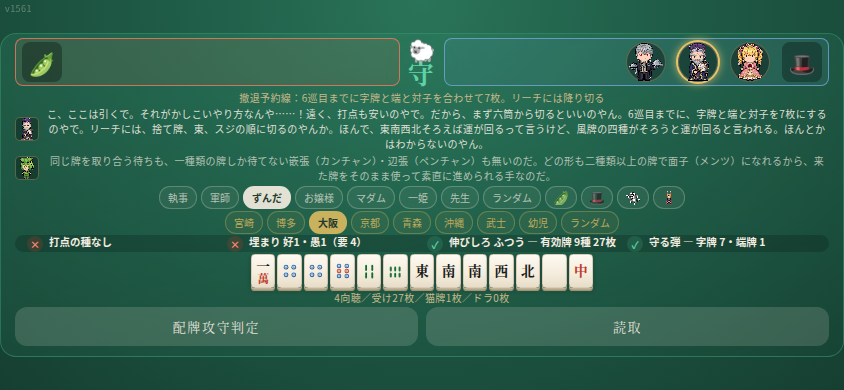 v1561
守
撤退予約線：6巡目までに字牌と端と対子を合わせて7枚。リーチには降り切る
こ、ここは引くで。それがかしこいやり方なんや……！遠く、打点も安いのやで。だから、まず六筒から切るといいのやん。6巡目までに、字牌と端と対子を合わせて7枚にするのやで。リーチには、捨て牌、東、スジの順に切るのやんか。ほんで、東南西北そろえば運が回るって言うけど、風牌の四種がそろうと運が回ると言われる。ほんとかはわからないのやん。
同じ牌を取り合う待ちも、一種類の牌しか待てない嵌張（カンチャン）・辺張（ペンチャン）も無いのだ。どの形も二種類以上の牌で面子（メンツ）になれるから、来た牌をそのまま使って素直に進められる手なのだ。
執事 軍師 ずんだ お嬢様 マダム 一姫 先生 ランダム
宮崎 博多 大阪 京都 青森 沖縄 武士 幼児 ランダム
× 打点の種なし × 埋まり 好1・愚1（要 4） ✓ 伸びしろ ふつう ─ 有効牌 9種 27枚 ✓ 守る弾 ─ 字牌 7・端牌 1
一萬 東 南 南 西 北 中
4向聴／受け27枚／猫牌1枚／ドラ0枚
配牌攻守判定 読取